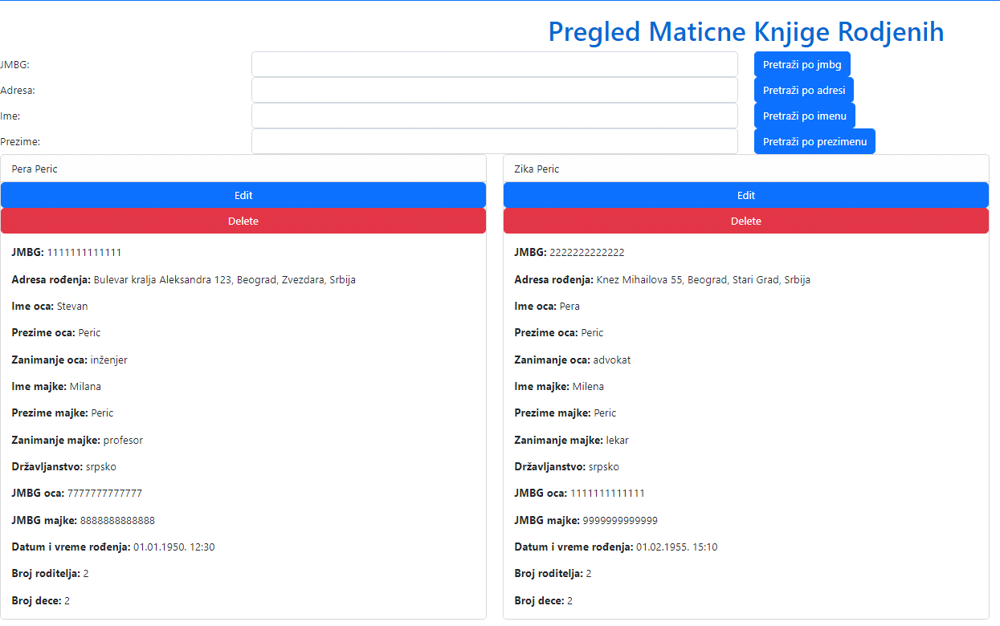 Pregled Maticne Knjige Rodjenih
JMBG:
Pretraži po jmbg
Adresa:
Pretraži po adresi
Ime:
Pretraži po imenu
Prezime:
Pretraži po prezimenu
Pera Peric
Edit
Delete
JMBG: 1111111111111
Adresa rođenja: Bulevar kralja Aleksandra 123, Beograd, Zvezdara, Srbija
Ime oca: Stevan
Prezime oca: Peric
Zanimanje oca: inženjer
Ime majke: Milana
Prezime majke: Peric
Zanimanje majke: profesor
Državljanstvo: srpsko
JMBG oca: 7777777777777
JMBG majke: 8888888888888
Datum i vreme rođenja: 01.01.1950. 12:30
Broj roditelja: 2
Broj dece: 2
Zika Peric
Edit
Delete
JMBG: 2222222222222
Adresa rođenja: Knez Mihailova 55, Beograd, Stari Grad, Srbija
Ime oca: Pera
Prezime oca: Peric
Zanimanje oca: advokat
Ime majke: Milena
Prezime majke: Peric
Zanimanje majke: lekar
Državljanstvo: srpsko
JMBG oca: 1111111111111
JMBG majke: 9999999999999
Datum i vreme rođenja: 01.02.1955. 15:10
Broj roditelja: 2
Broj dece: 2